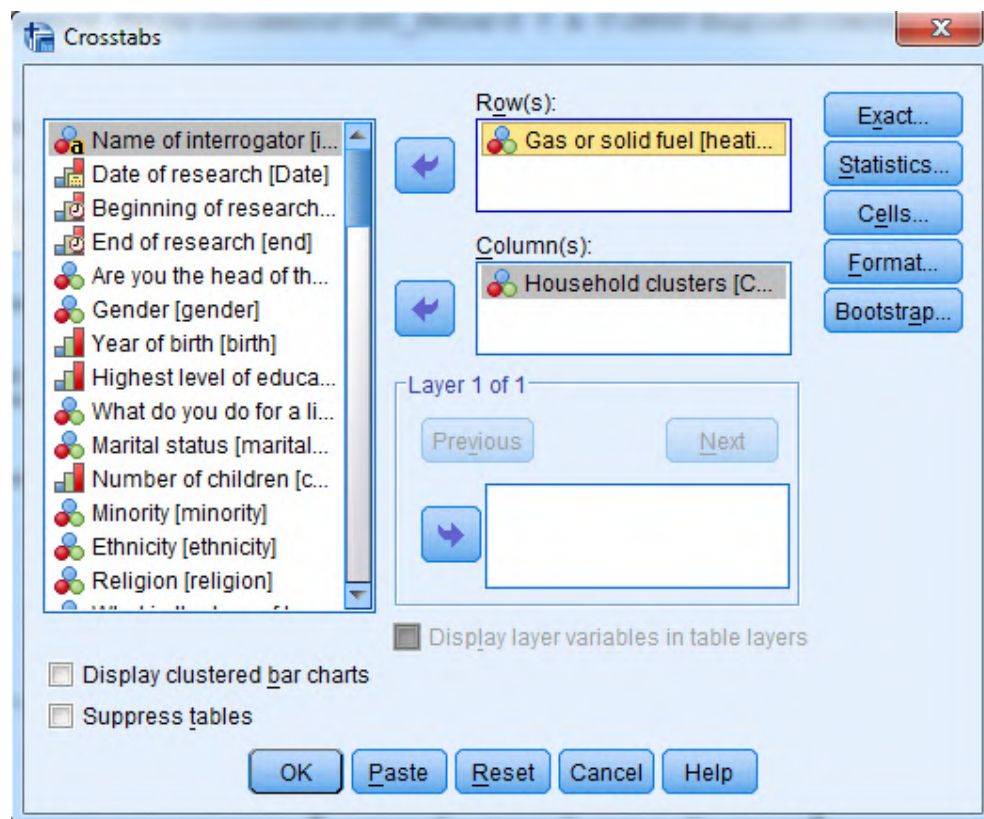 Crosstabs
Name of interrogator [i...
Date of research [Date]
Beginning of research...
End of research [end]
Are you the head of th...
Gender [gender]
Year of birth [birth]
Highest level of educa...
What do you do for a li...
Marital status [marital...
Number of children [c...
Minority [minority]
Ethnicity [ethnicity]
Religion [religion]
Row(s):
Gas or solid fuel [heati...
Column(s):
Household clusters [C...
Layer 1 of 1
Previous
Next
Display layer variables in table layers
Exact...
Statistics...
Cells...
Format...
Bootstrap...
Display clustered bar charts
Suppress tables
OK
Paste
Reset
Cancel
Help